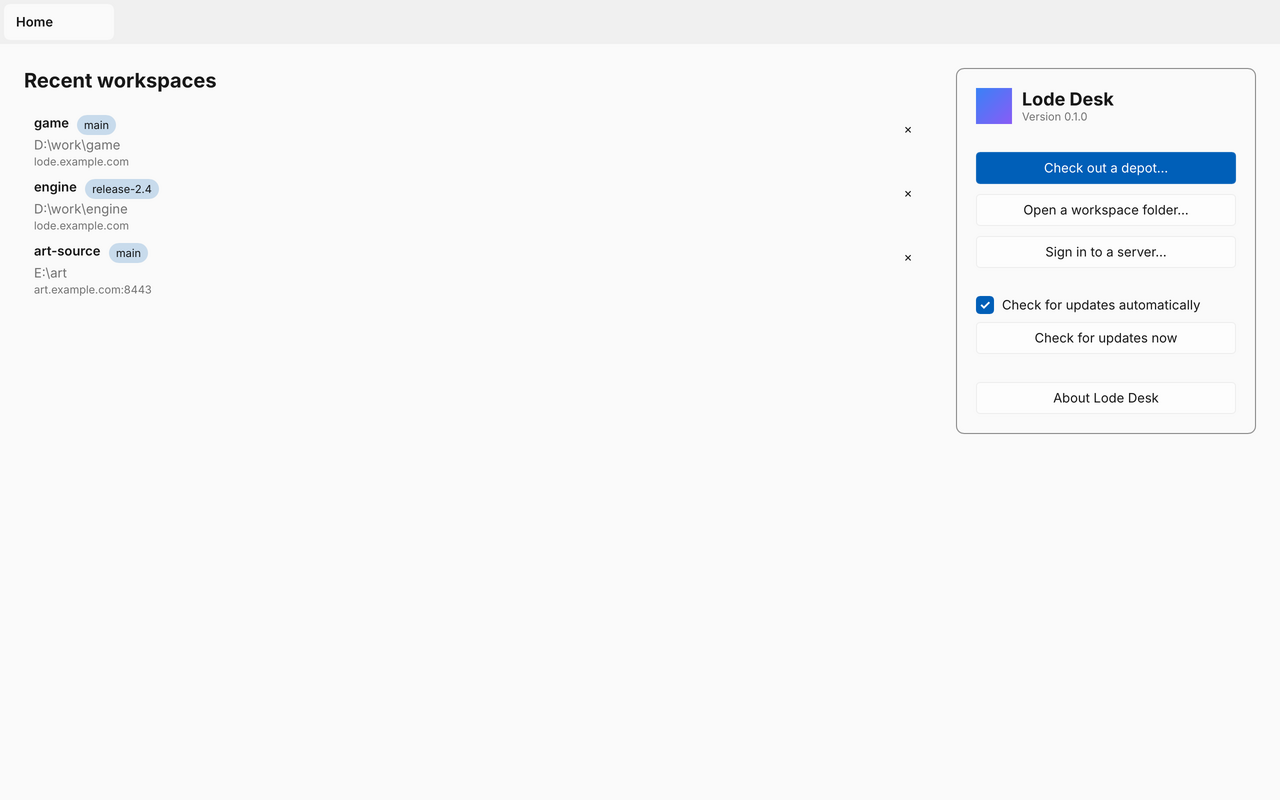 Home
Recent workspaces
game main
D:\work\game
lode.example.com
×
engine release-2.4
D:\work\engine
lode.example.com
×
art-source main
E:\art
art.example.com:8443
×
Lode Desk
Version 0.1.0
Check out a depot...
Open a workspace folder...
Sign in to a server...
Check for updates automatically
Check for updates now
About Lode Desk